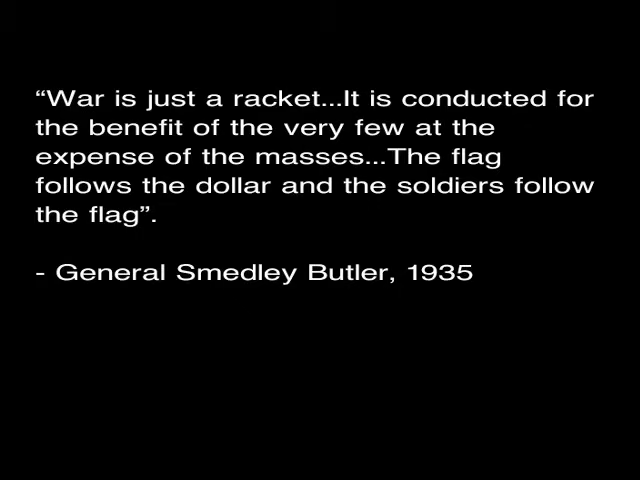 “War is just a racket...It is conducted for
the benefit of the very few at the
expense of the masses...The flag
follows the dollar and the soldiers follow
the flag”.
- General Smedley Butler, 1935